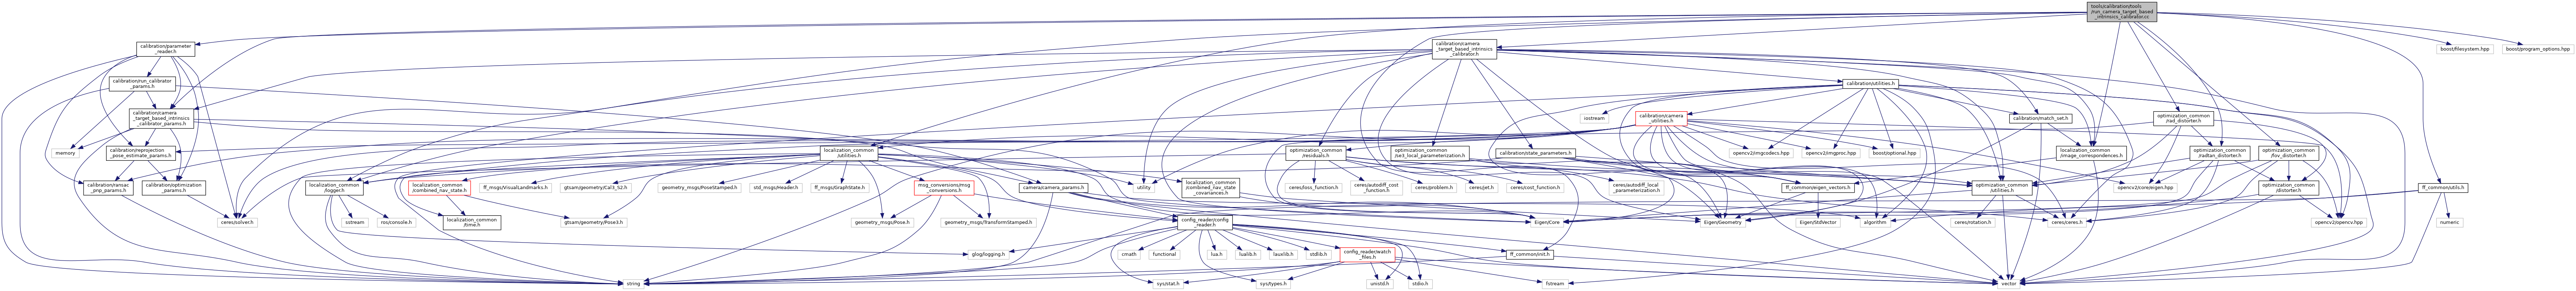 tools/calibration/tools
/run_camera_target_based
_intrinsics_calibrator.cc
calibration/parameter
_reader.h
calibration/camera
_target_based_intrinsics
_calibrator.h
boost/filesystem.hpp
boost/program_options.hpp
calibration/run_calibrator
_params.h
calibration/utilities.h
calibration/camera
_target_based_intrinsics
_calibrator_params.h
iostream
calibration/camera
_utilities.h
calibration/match_set.h
optimization_common
/rad_distorter.h
memory
calibration/reprojection
_pose_estimate_params.h
localization_common
/utilities.h
optimization_common
/residuals.h
optimization_common
/se3_local_parameterization.h
calibration/state_parameters.h
opencv2/imgcodecs.hpp
opencv2/imgproc.hpp
boost/optional.hpp
localization_common
/image_correspondences.h
optimization_common
/radtan_distorter.h
optimization_common
/fov_distorter.h
calibration/ransac
_pnp_params.h
calibration/optimization
_params.h
localization_common
/logger.h
localization_common
/combined_nav_state.h
ff_msgs/VisualLandmarks.h
gtsam/geometry/Cal3_S2.h
geometry_msgs/PoseStamped.h
std_msgs/Header.h
ff_msgs/GraphState.h
msg_conversions/msg
_conversions.h
camera/camera_params.h
utility
localization_common
/combined_nav_state
_covariances.h
ceres/loss_function.h
ceres/autodiff_cost
_function.h
ceres/problem.h
ceres/jet.h
ceres/cost_function.h
ceres/autodiff_local
_parameterization.h
ff_common/eigen_vectors.h
optimization_common
/utilities.h
opencv2/core/eigen.hpp
optimization_common
/distorter.h
ff_common/utils.h
ceres/solver.h
sstream
ros/console.h
localization_common
/time.h
gtsam/geometry/Pose3.h
geometry_msgs/Pose.h
geometry_msgs/TransformStamped.h
config_reader/config
_reader.h
Eigen/Core
Eigen/Geometry
Eigen/StdVector
algorithm
ceres/rotation.h
ceres/ceres.h
opencv2/opencv.hpp
numeric
glog/logging.h
cmath
functional
lua.h
lualib.h
lauxlib.h
stdlib.h
config_reader/watch
_files.h
ff_common/init.h
string
sys/stat.h
sys/types.h
unistd.h
stdio.h
fstream
vector